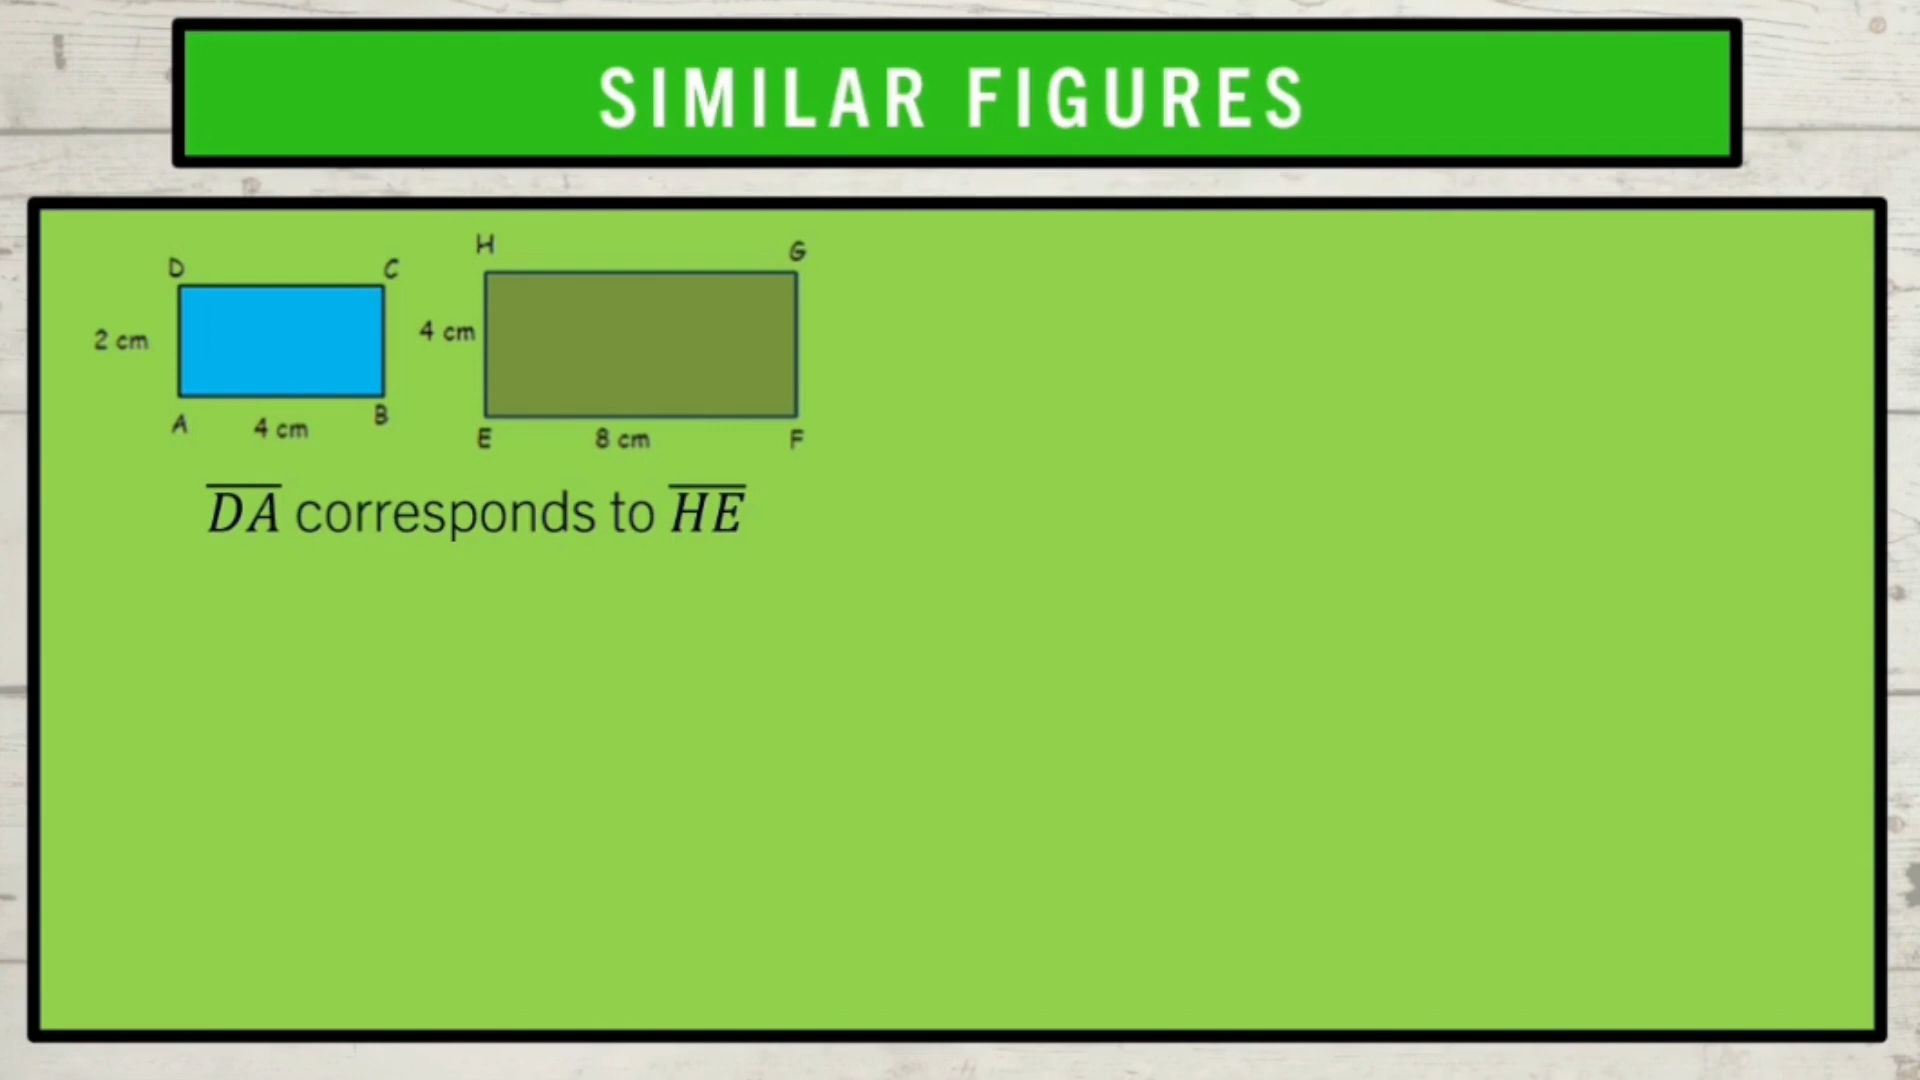 SIMILAR FIGURES
H G
D C
2 cm 4 cm
A 4 cm B E 8 cm F
DA corresponds to HE